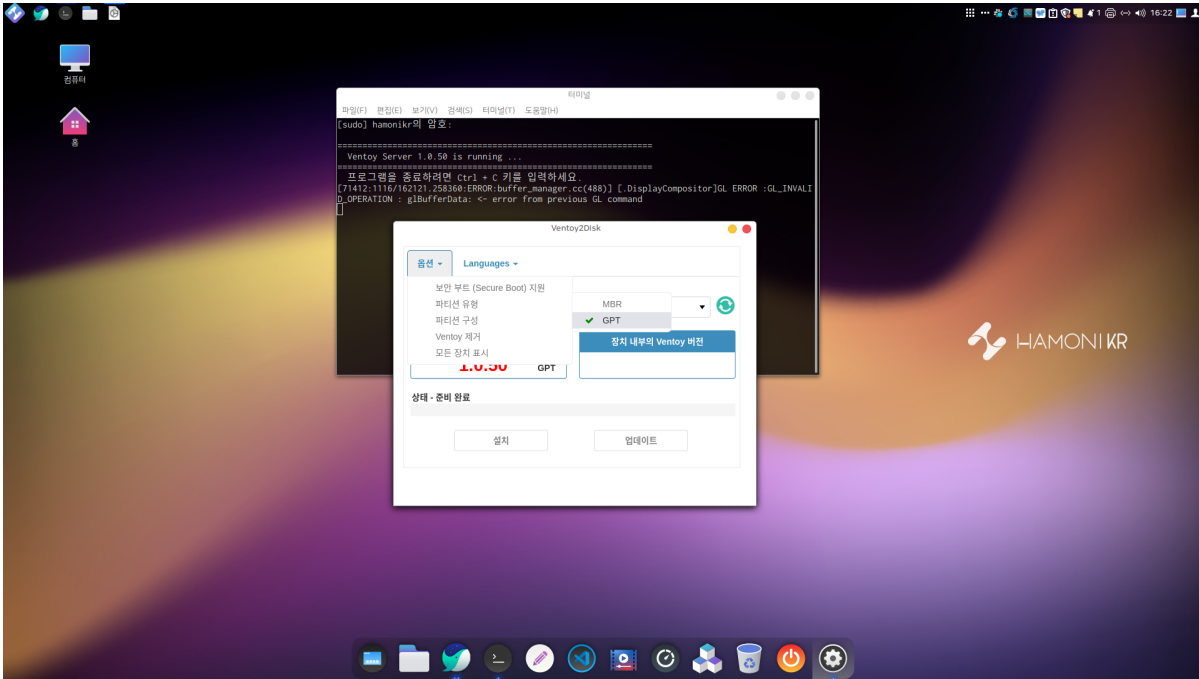 1 16:22
컴퓨터
홈
터미널
파일(F) 편집(E) 보기(V) 검색(S) 터미널(T) 도움말(H)
[sudo] hamonikr의 암호:
===============================================================
Ventoy Server 1.0.50 is running ...
===============================================================
프로그램을 종료하려면 Ctrl + C 키를 입력하세요.
[71412:1116/162121.258360:ERROR:buffer_manager.cc(488)] [.DisplayCompositor]GL ERROR :GL_INVALI
D_OPERATION : glBufferData: <- error from previous GL command
Ventoy2Disk
옵션 Languages
보안 부트 (Secure Boot) 지원
파티션 유형
파티션 구성
Ventoy 제거
모든 장치 표시
MBR
GPT
장치 내부의 Ventoy 버전
1.0.50 GPT
상태 - 준비 완료
설치 업데이트
HAMONIKR